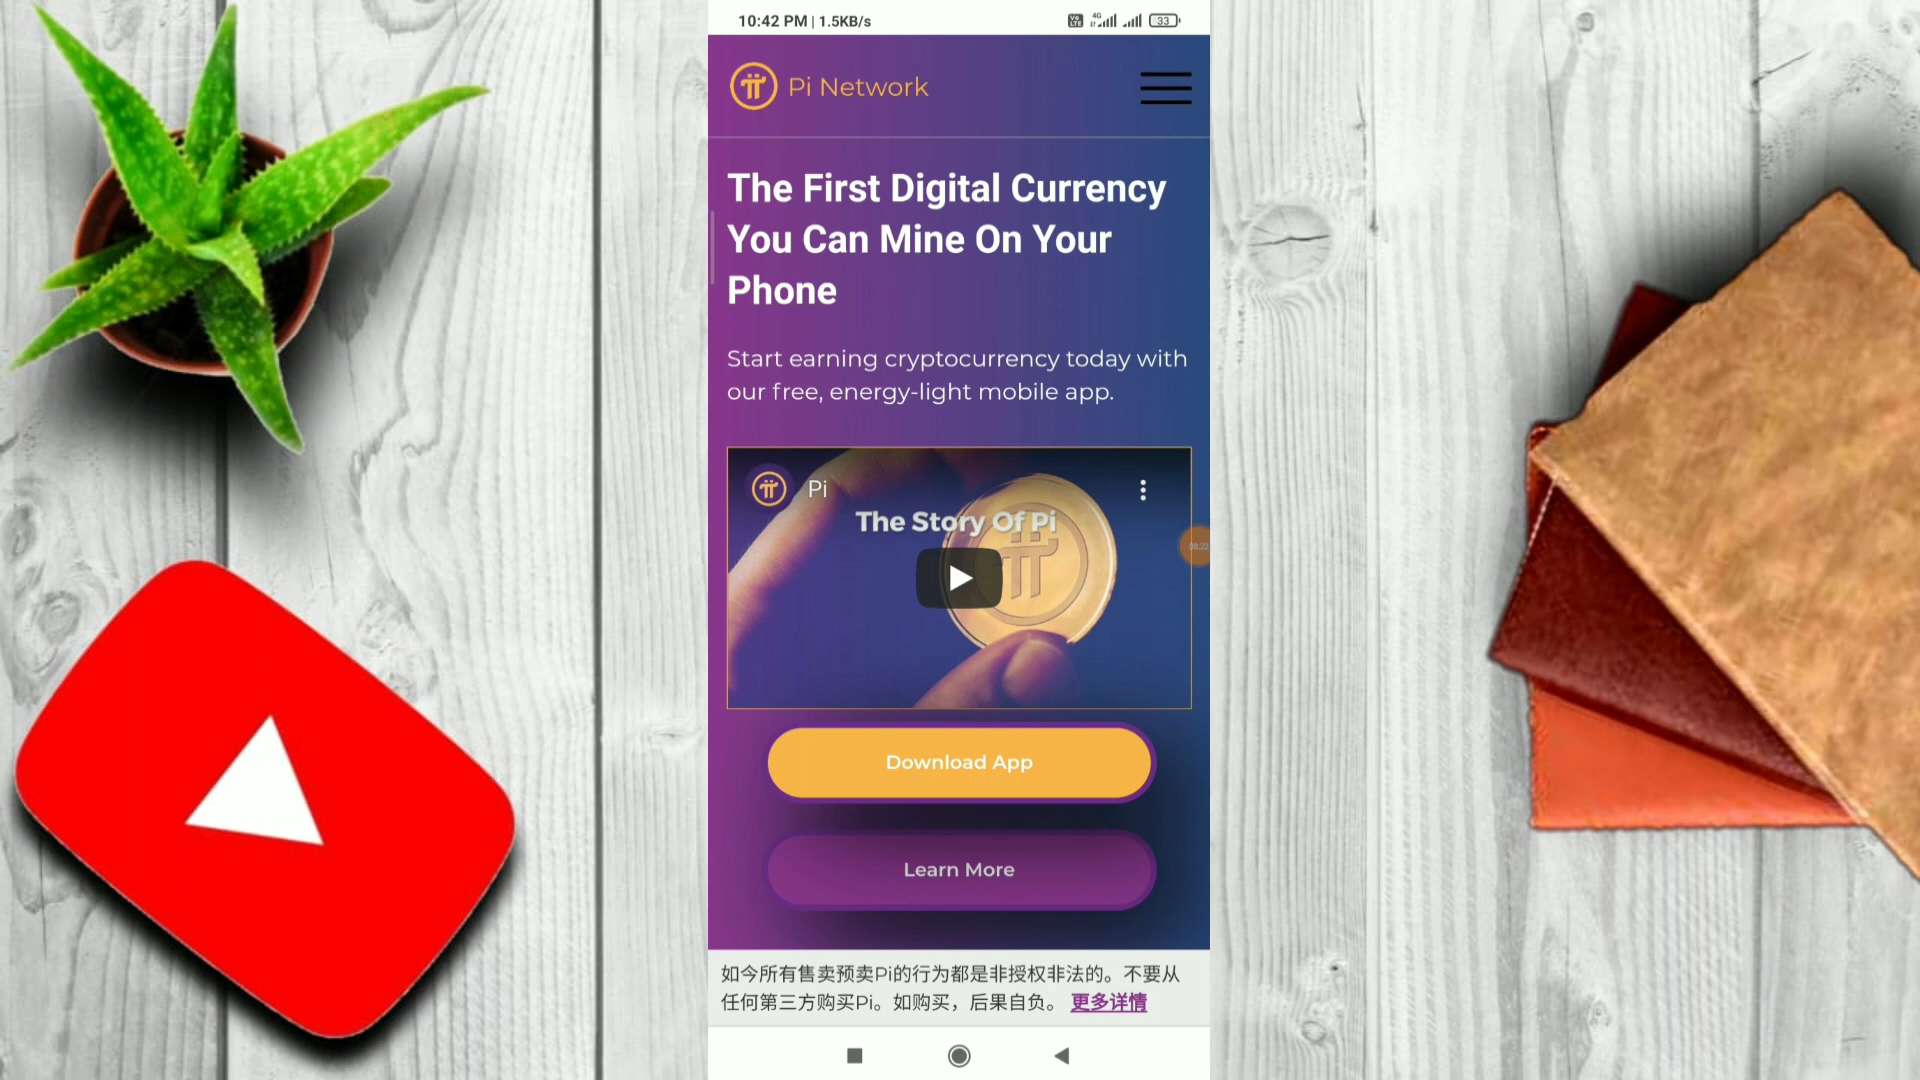 10:42 PM | 1.5KB/s
4G
33
Pi Network
The First Digital Currency
You Can Mine On Your
Phone
Start earning cryptocurrency today with
our free, energy-light mobile app.
Pi
The Story Of Pi
08:22
Download App
Learn More
如今所有售卖预卖Pi的行为都是非授权非法的。不要从
任何第三方购买Pi。如购买，后果自负。 更多详情